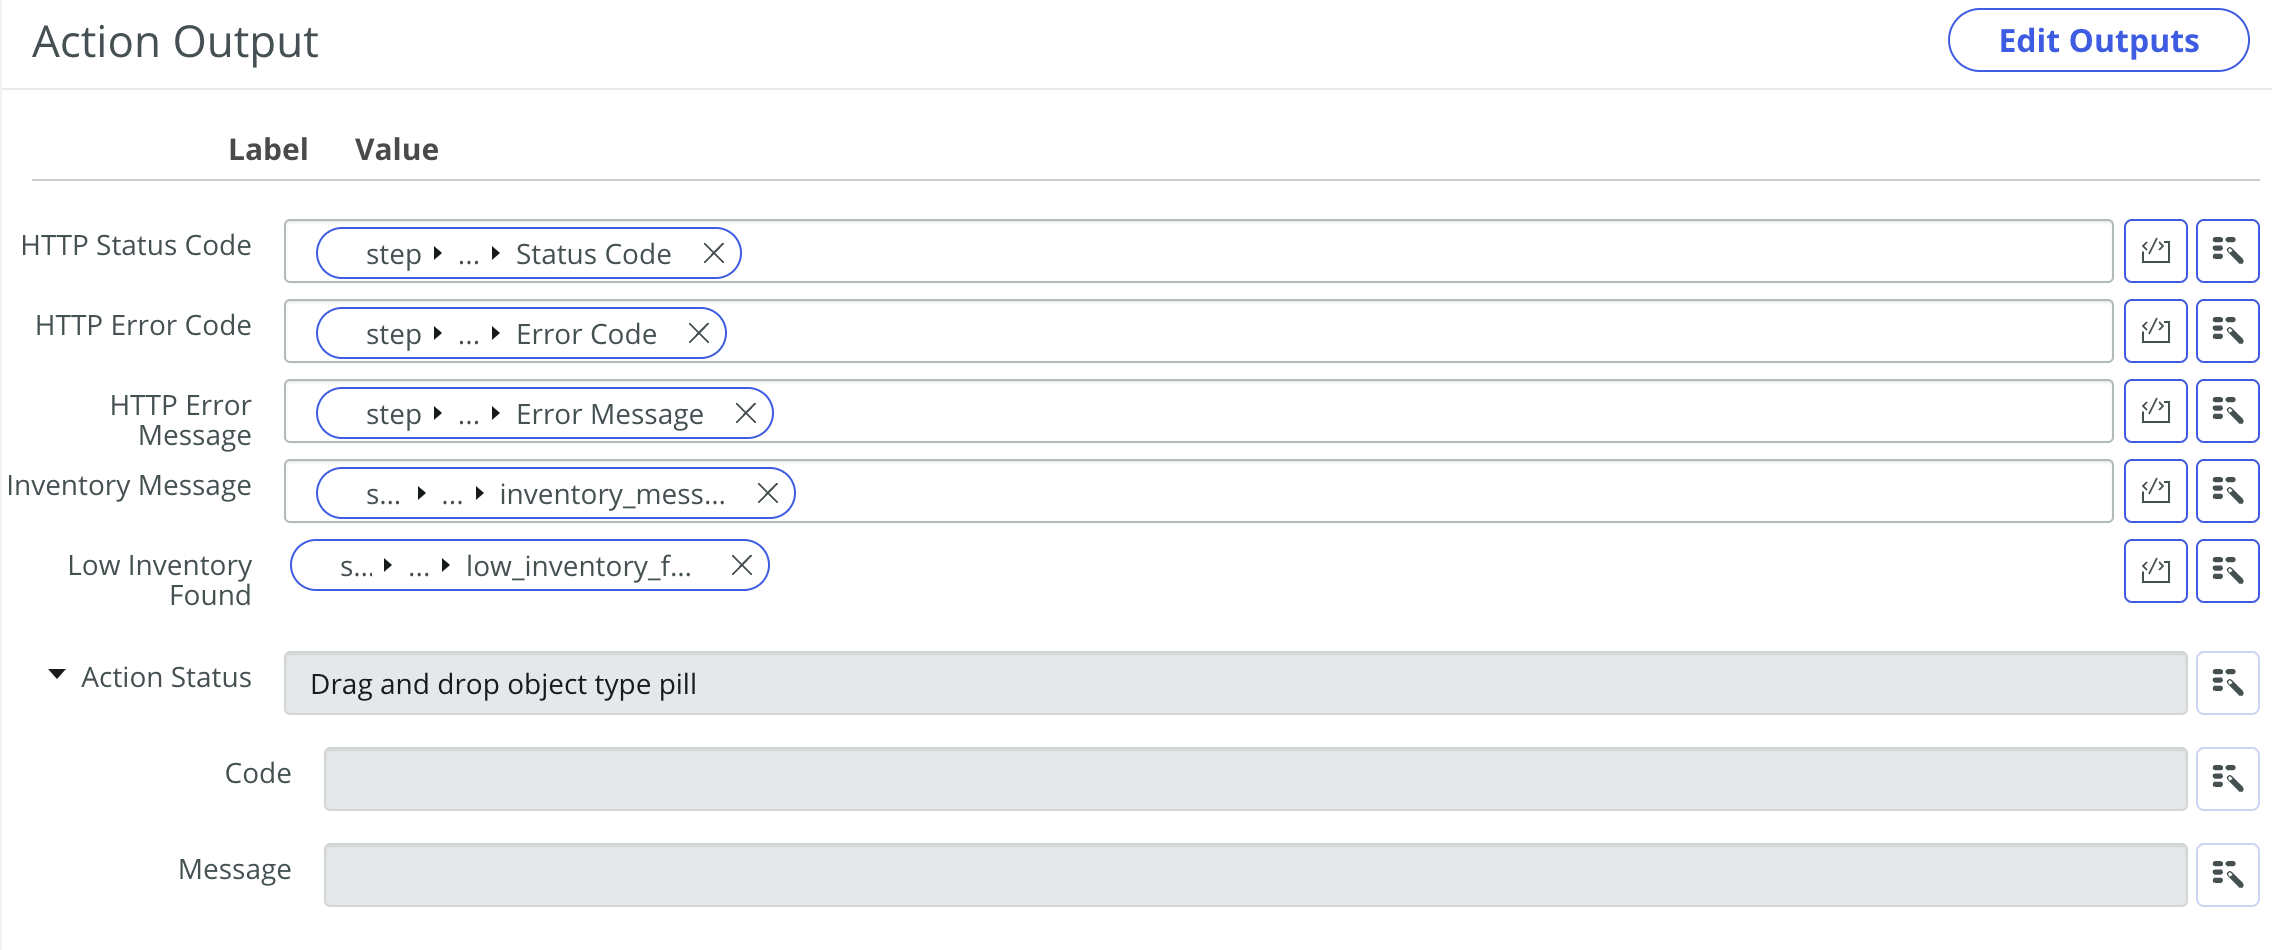 Action Output
Edit Outputs
Label Value
HTTP Status Code step ... Status Code
HTTP Error Code step ... Error Code
HTTP Error Message step ... Error Message
Inventory Message s... ... inventory_mess...
Low Inventory Found s... ... low_inventory_f...
Action Status Drag and drop object type pill
Code
Message